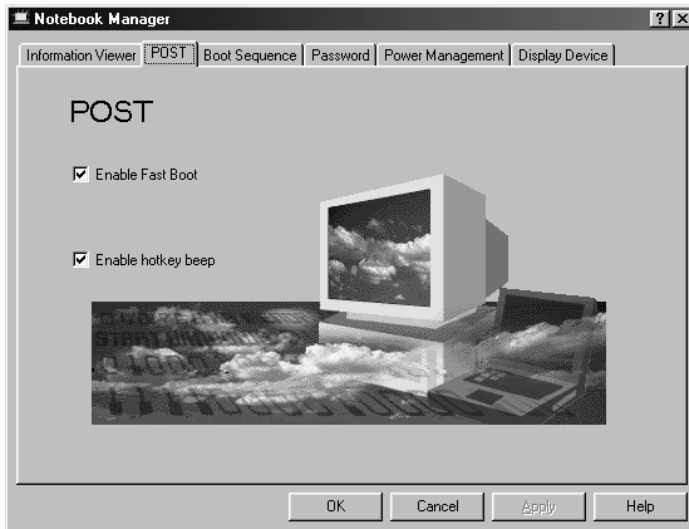 Notebook Manager
Information Viewer POST Boot Sequence Password Power Management Display Device
POST
Enable Fast Boot
Enable hotkey beep
OK Cancel Apply Help